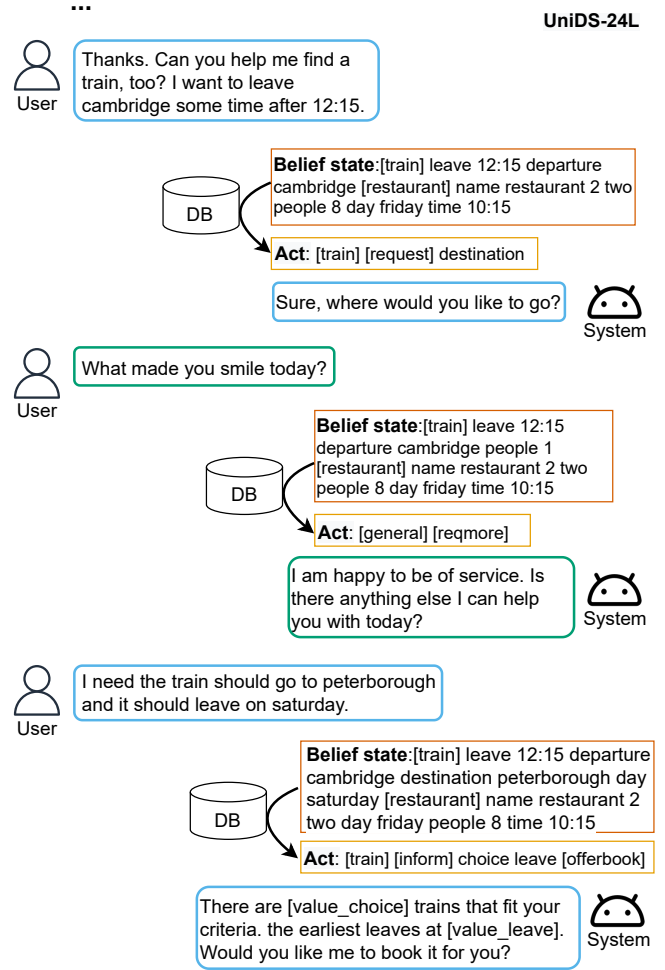 ...
UniDS-24L
Thanks. Can you help me find a
train, too? I want to leave
cambridge some time after 12:15.
User
Belief state:[train] leave 12:15 departure
cambridge [restaurant] name restaurant 2 two
people 8 day friday time 10:15
DB
Act: [train] [request] destination
Sure, where would you like to go?
System
What made you smile today?
User
Belief state:[train] leave 12:15
departure cambridge people 1
[restaurant] name restaurant 2 two
people 8 day friday time 10:15
DB
Act: [general] [reqmore]
I am happy to be of service. Is
there anything else I can help
you with today?
System
I need the train should go to peterborough
and it should leave on saturday.
User
Belief state:[train] leave 12:15 departure
cambridge destination peterborough day
saturday [restaurant] name restaurant 2
two day friday people 8 time 10:15
DB
Act: [train] [inform] choice leave [offerbook]
There are [value_choice] trains that fit your
criteria. the earliest leaves at [value_leave].
Would you like me to book it for you?
System